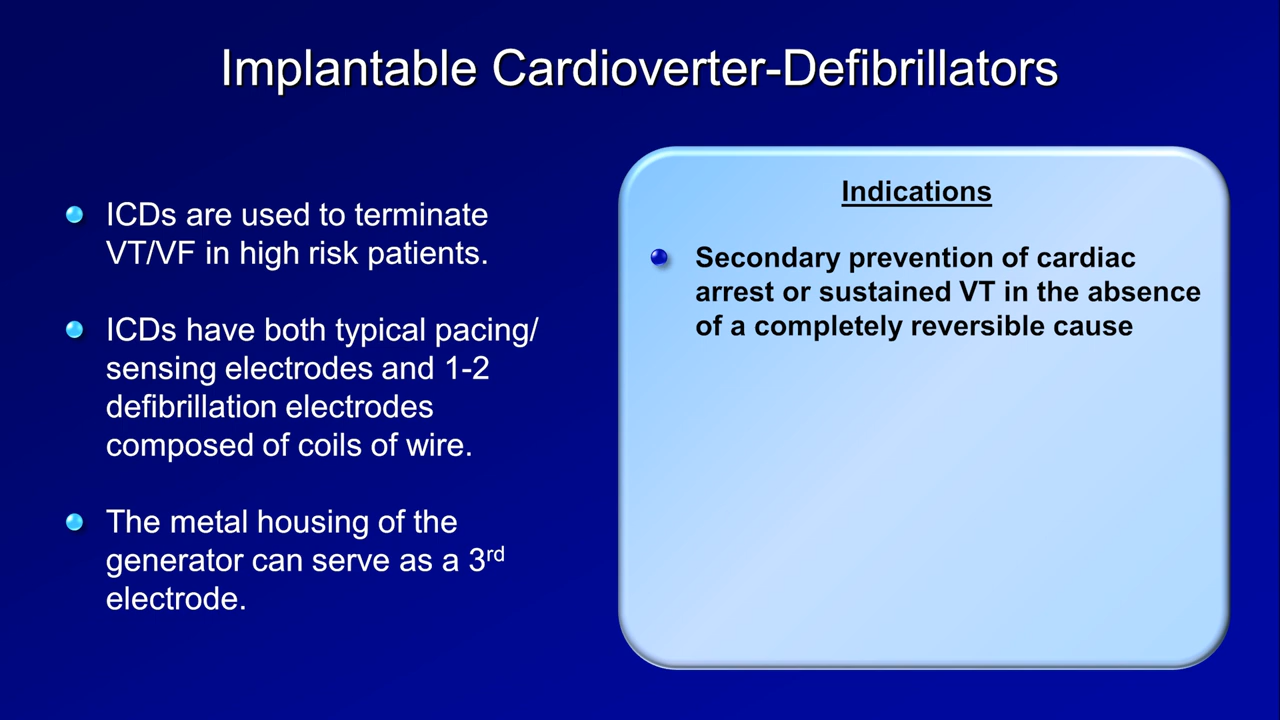 Implantable Cardioverter-Defibrillators
ICDs are used to terminate
VT/VF in high risk patients.
ICDs have both typical pacing/
sensing electrodes and 1-2
defibrillation electrodes
composed of coils of wire.
The metal housing of the
generator can serve as a 3rd
electrode.
Indications
Secondary prevention of cardiac
arrest or sustained VT in the absence
of a completely reversible cause